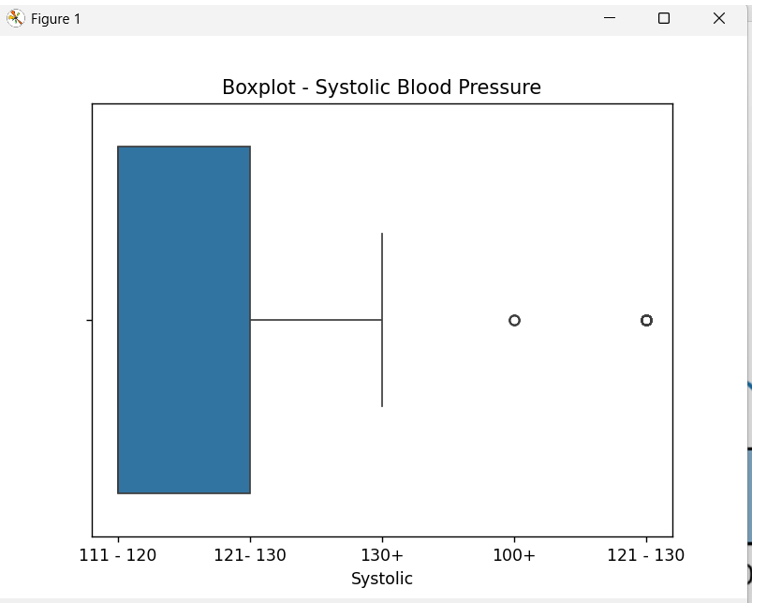 Figure 1
Boxplot - Systolic Blood Pressure
111 - 120 121- 130 130+ 100+ 121 - 130
Systolic